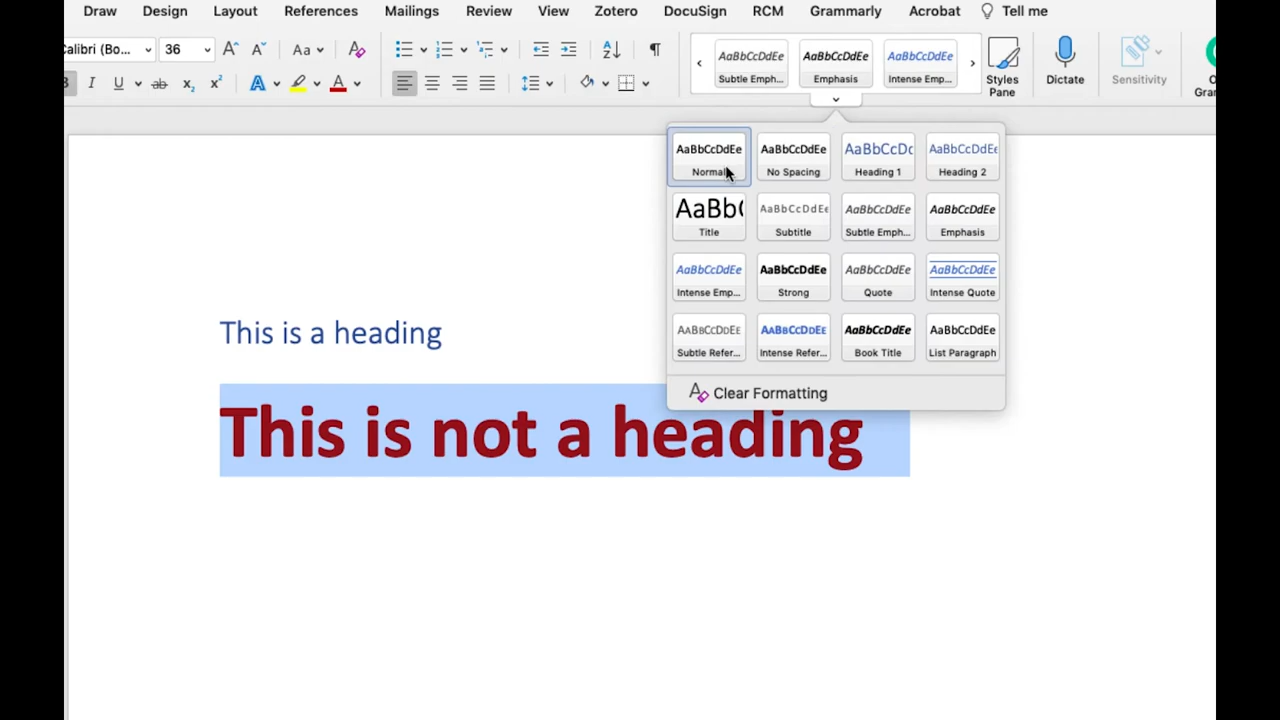 Draw Design Layout References Mailings Review View Zotero DocuSign RCM Grammarly Acrobat Tell me
Calibri (Bo... 36 Aa
AaBbCcDdEe AaBbCcDdEe AaBbCcDdEe
Subtle Emph... Emphasis Intense Emp...
Styles Pane Dictate Sensitivity
I U ab x₂ x² A A
AaBbCcDdEe AaBbCcDdEe AaBbCcDc AaBbCcDdEe
Normal No Spacing Heading 1 Heading 2
AaBb( AaBbCcDdEe AaBbCcDdEe AaBbCcDdEe
Title Subtitle Subtle Emph... Emphasis
AaBbCcDdEe AaBbCcDdEe AaBbCcDdEe AaBbCcDdEe
Intense Emp... Strong Quote Intense Quote
AaBbCcDdEe AaBbCcDdEe AaBbCcDdEe AaBbCcDdEe
Subtle Refer... Intense Refer... Book Title List Paragraph
Clear Formatting
This is a heading
This is not a heading